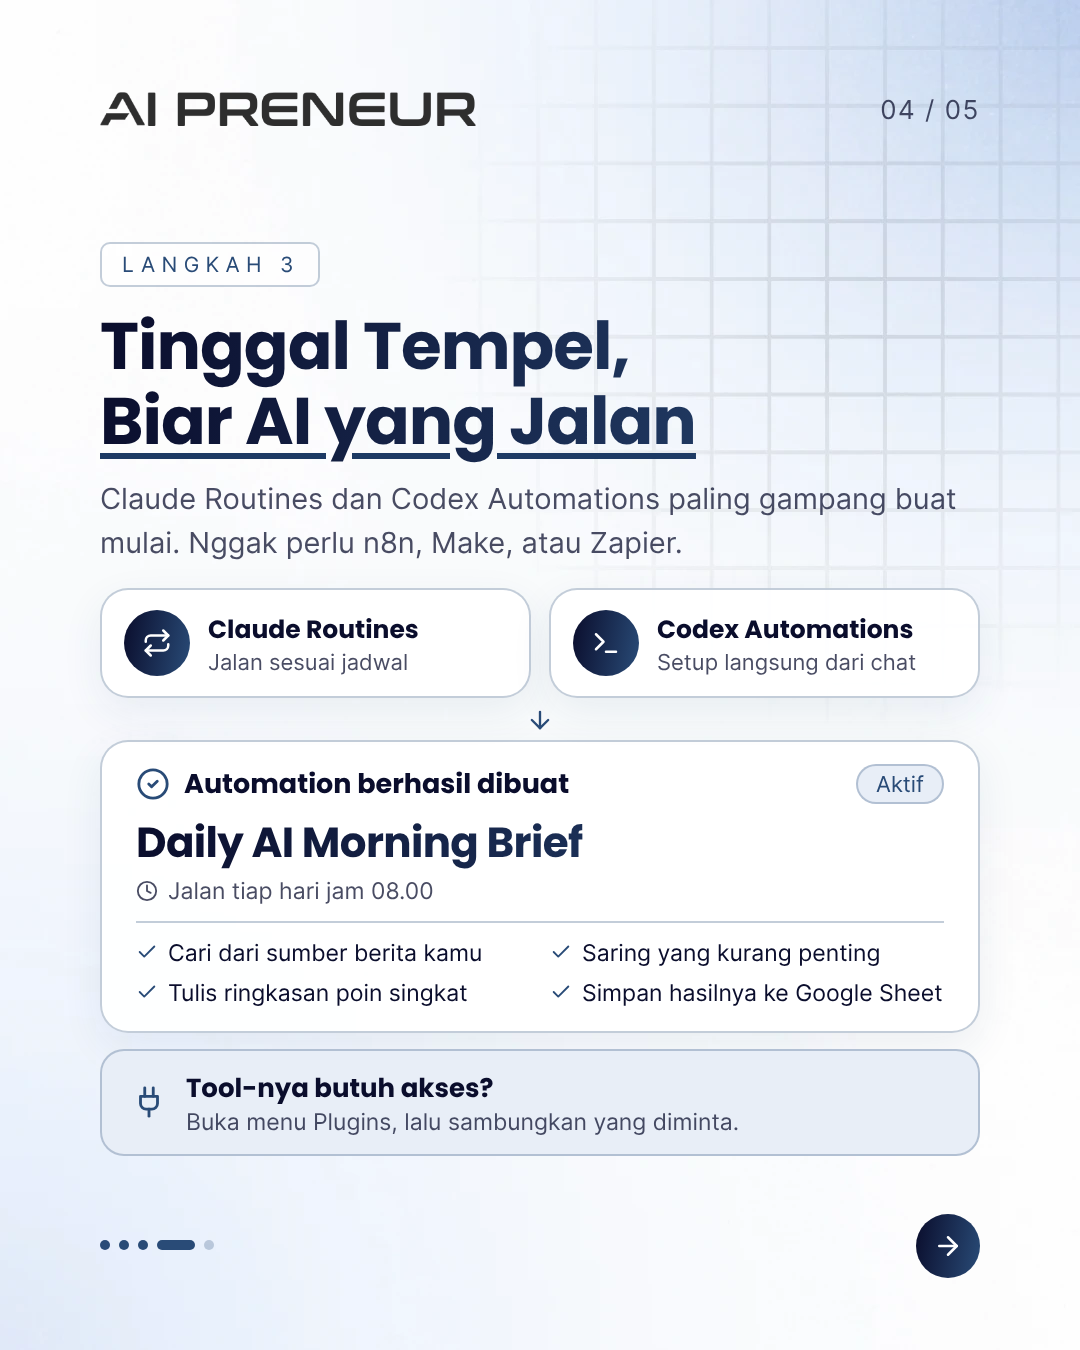 AI PRENEUR
04 / 05
LANGKAH 3
Tinggal Tempel,
Biar AI yang Jalan
Claude Routines dan Codex Automations paling gampang buat
mulai. Nggak perlu n8n, Make, atau Zapier.
Claude Routines
Jalan sesuai jadwal
Codex Automations
Setup langsung dari chat
Automation berhasil dibuat
Aktif
Daily AI Morning Brief
Jalan tiap hari jam 08.00
Cari dari sumber berita kamu
Saring yang kurang penting
Tulis ringkasan poin singkat
Simpan hasilnya ke Google Sheet
Tool-nya butuh akses?
Buka menu Plugins, lalu sambungkan yang diminta.